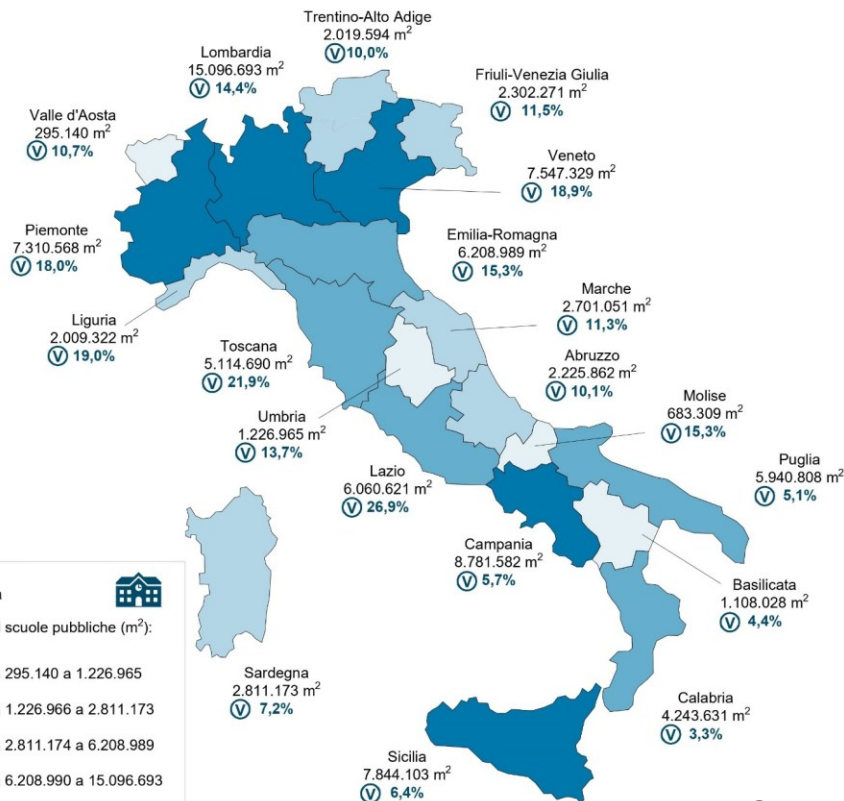 Trentino-Alto Adige
2.019.594 m²
Ⓥ 10,0%
Lombardia
15.096.693 m²
Ⓥ 14,4%
Friuli-Venezia Giulia
2.302.271 m²
Ⓥ 11,5%
Valle d'Aosta
295.140 m²
Ⓥ 10,7%
Veneto
7.547.329 m²
Ⓥ 18,9%
Piemonte
7.310.568 m²
Ⓥ 18,0%
Emilia-Romagna
6.208.989 m²
Ⓥ 15,3%
Marche
2.701.051 m²
Ⓥ 11,3%
Liguria
2.009.322 m²
Ⓥ 19,0%
Toscana
5.114.690 m²
Ⓥ 21,9%
Abruzzo
2.225.862 m²
Ⓥ 10,1%
Molise
683.309 m²
Ⓥ 15,3%
Umbria
1.226.965 m²
Ⓥ 13,7%
Puglia
5.940.808 m²
Ⓥ 5,1%
Lazio
6.060.621 m²
Ⓥ 26,9%
Campania
8.781.582 m²
Ⓥ 5,7%
Basilicata
1.108.028 m²
Ⓥ 4,4%
Sardegna
2.811.173 m²
Ⓥ 7,2%
Calabria
4.243.631 m²
Ⓥ 3,3%
Sicilia
7.844.103 m²
Ⓥ 6,4%
i scuole pubbliche (m²):
295.140 a 1.226.965
1.226.966 a 2.811.173
2.811.174 a 6.208.989
6.208.990 a 15.096.693